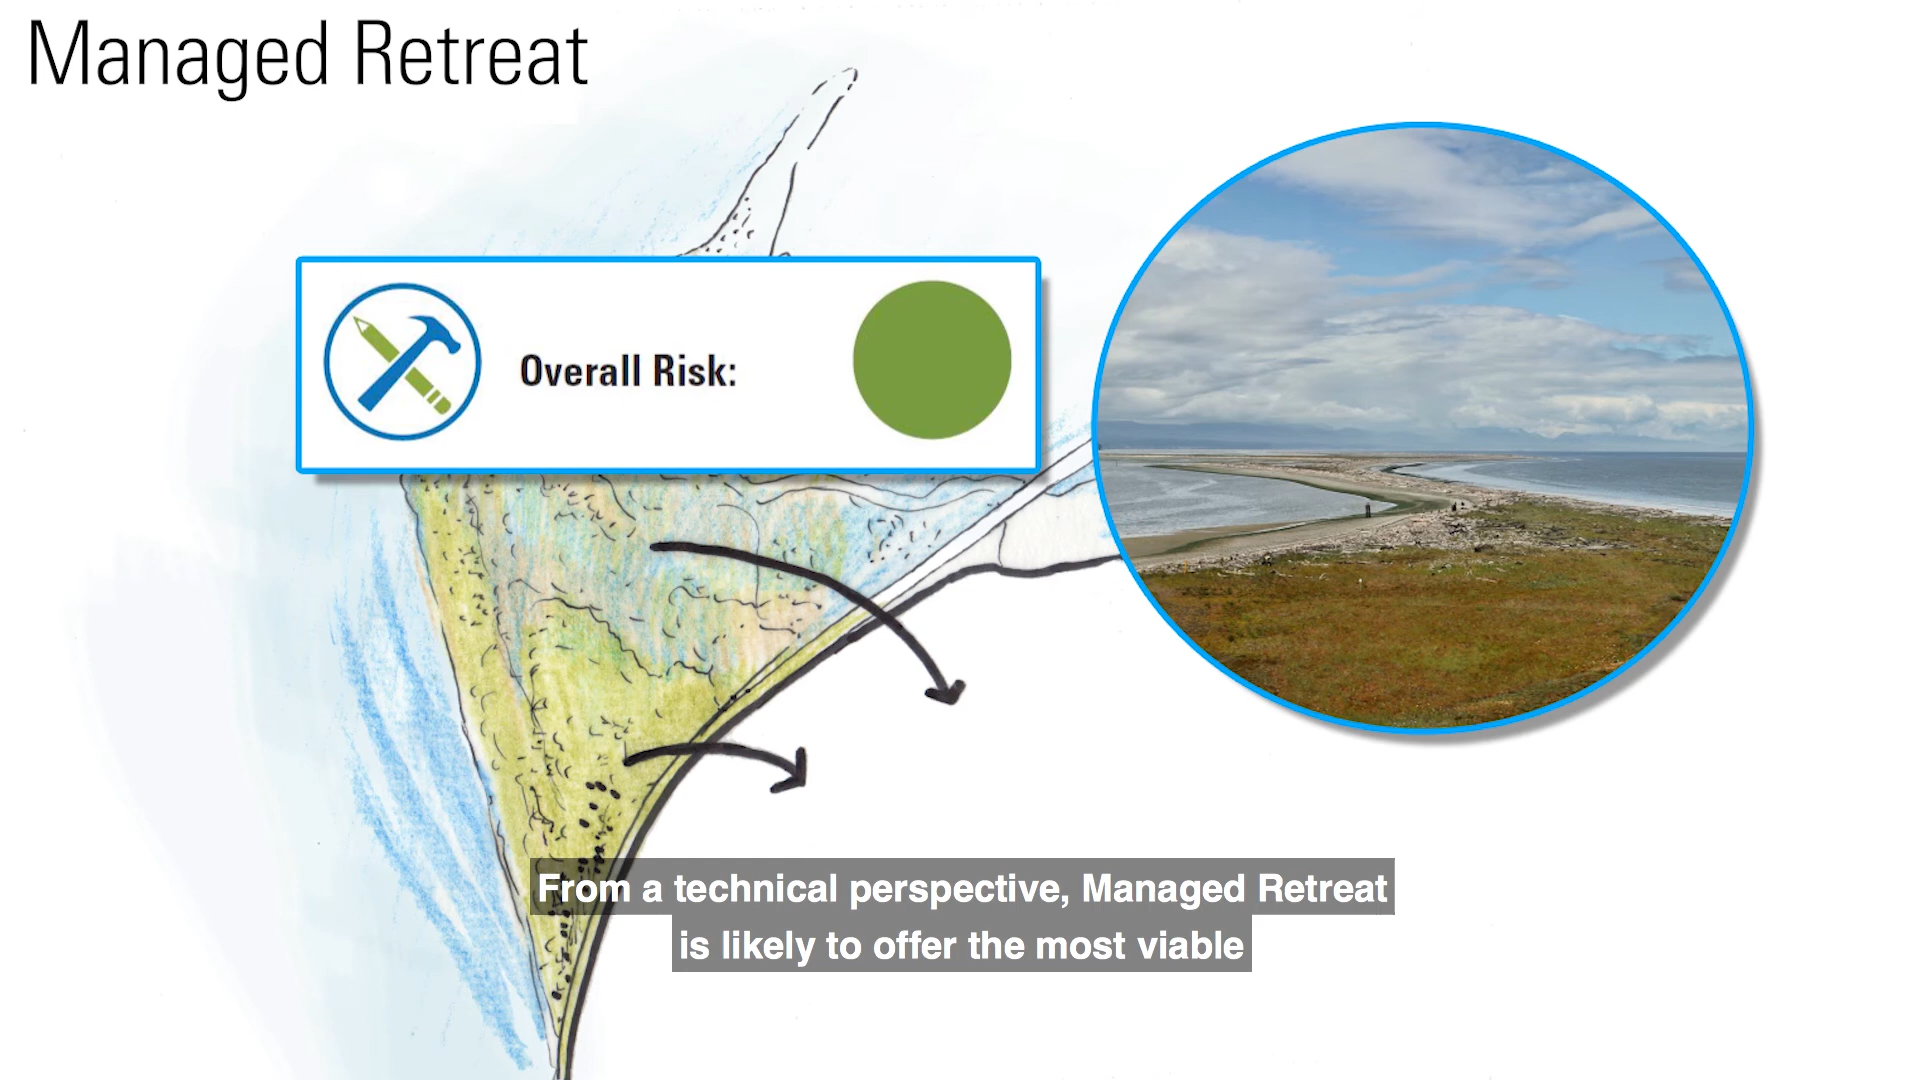 Managed Retreat
Overall Risk:
From a technical perspective, Managed Retreat
is likely to offer the most viable